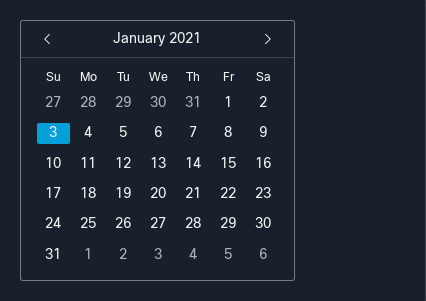 January 2021
Su Mo Tu We Th Fr Sa
27 28 29 30 31 1 2
3 4 5 6 7 8 9
10 11 12 13 14 15 16
17 18 19 20 21 22 23
24 25 26 27 28 29 30
31 1 2 3 4 5 6